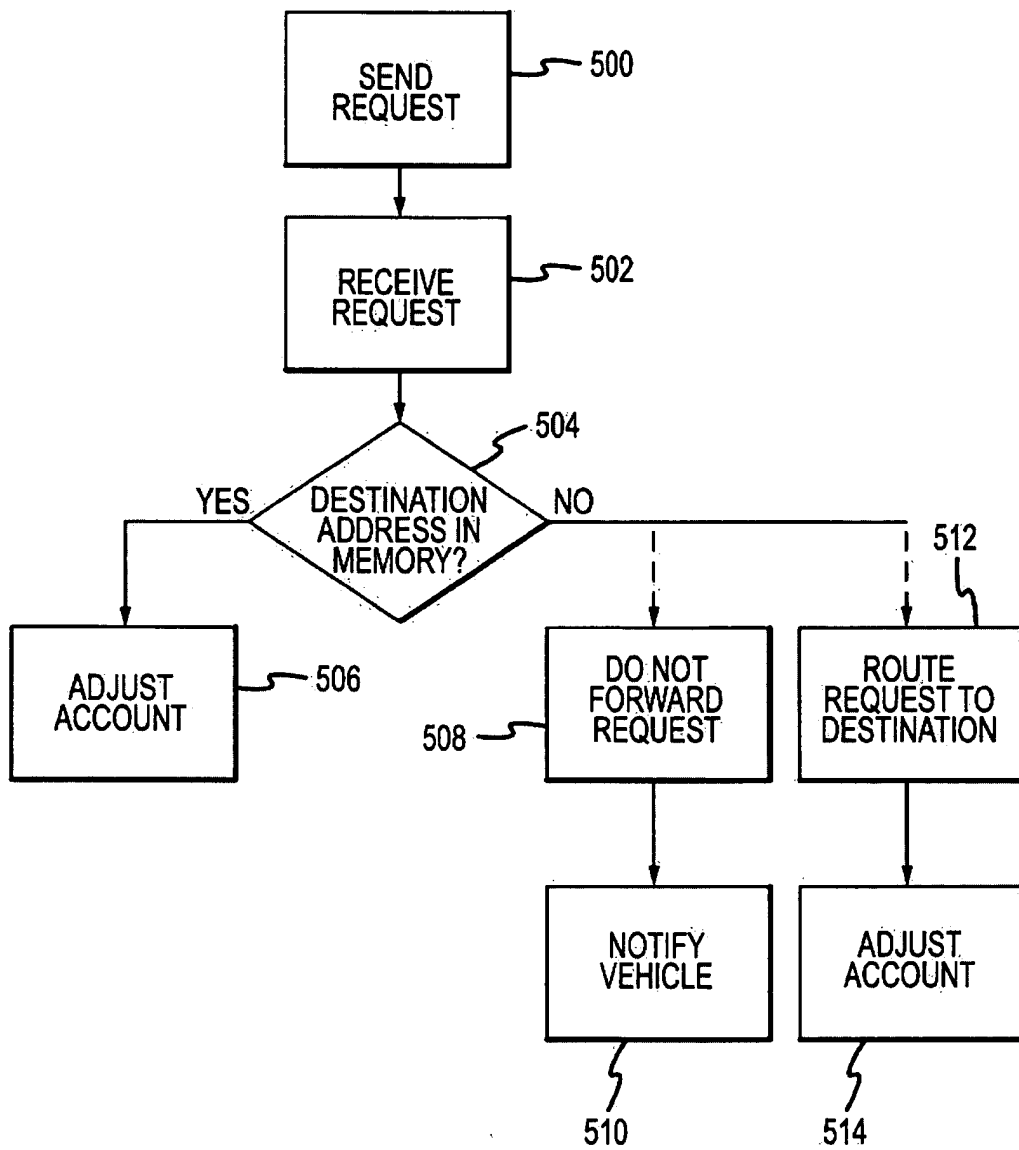 SEND
REQUEST
500
RECEIVE
REQUEST
502
504
YES
DESTINATION
ADDRESS IN
MEMORY?
NO
512
ADJUST
ACCOUNT
506
DO NOT
FORWARD
REQUEST
508
ROUTE
REQUEST TO
DESTINATION
NOTIFY
VEHICLE
ADJUST
ACCOUNT
510
514